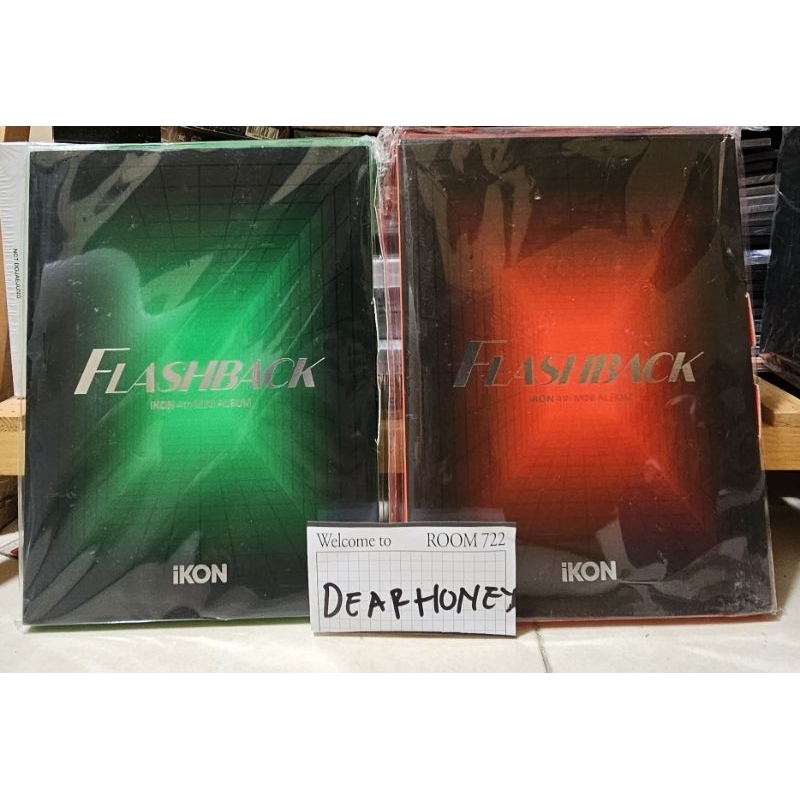 FLASHBACK
iKON 4th MINI ALBUM
iKON
FLASHBACK
iKON 4th MINI ALBUM
iKON
Welcome to ROOM 722
DEARHONEY